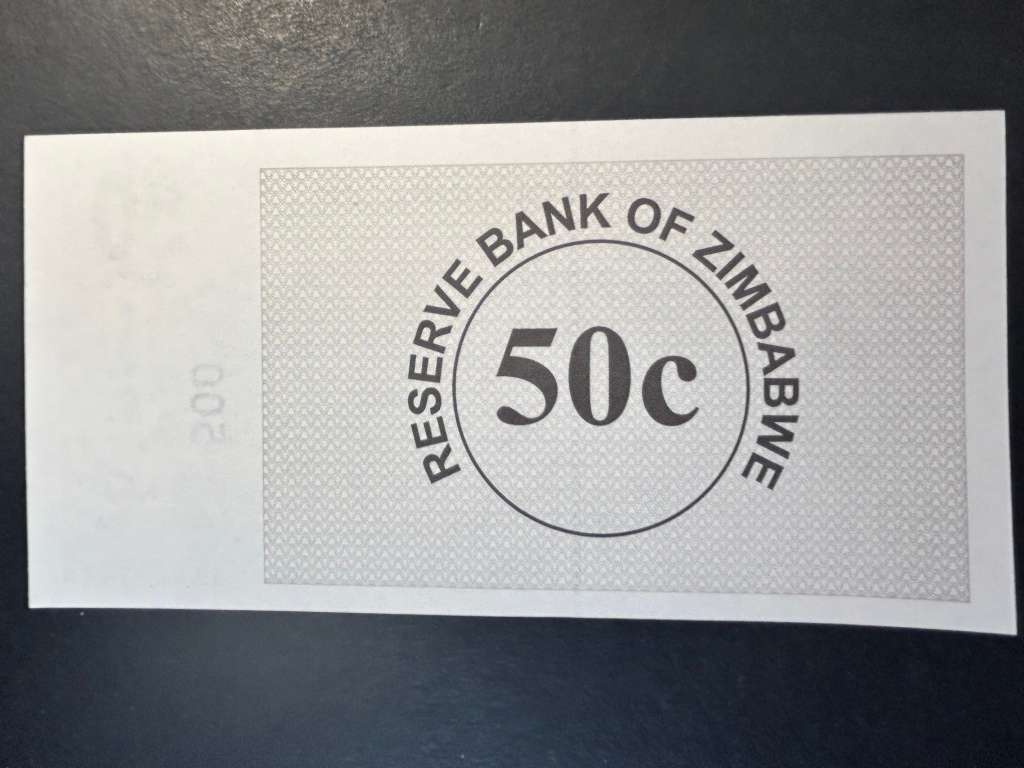 RESERVE BANK OF ZIMBABWE
50c